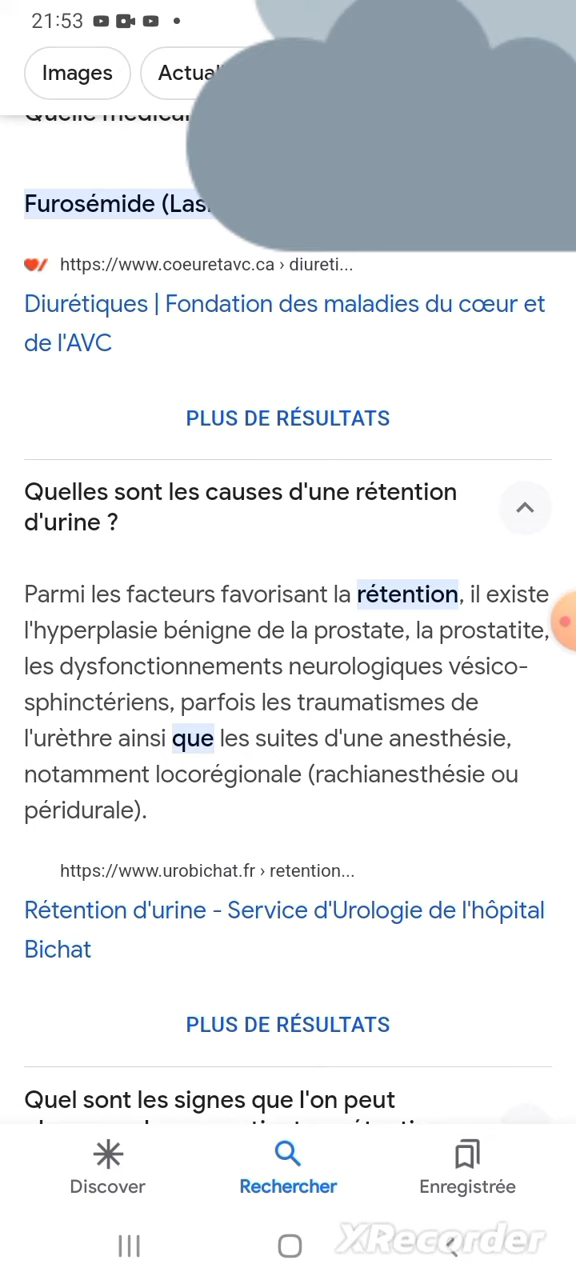 21:53
Images
Actual
Quelle médica
Furosémide (Las
https://www.coeuretavc.ca › diureti...
Diurétiques | Fondation des maladies du cœur et
de l'AVC
PLUS DE RÉSULTATS
Quelles sont les causes d'une rétention
d'urine ?
Parmi les facteurs favorisant la rétention, il existe
l'hyperplasie bénigne de la prostate, la prostatite,
les dysfonctionnements neurologiques vésico-
sphinctériens, parfois les traumatismes de
l'urèthre ainsi que les suites d'une anesthésie,
notamment locorégionale (rachianesthésie ou
péridurale).
https://www.urobichat.fr › retention...
Rétention d'urine - Service d'Urologie de l'hôpital
Bichat
PLUS DE RÉSULTATS
Quel sont les signes que l'on peut
Discover
Rechercher
Enregistrée
XRecorder